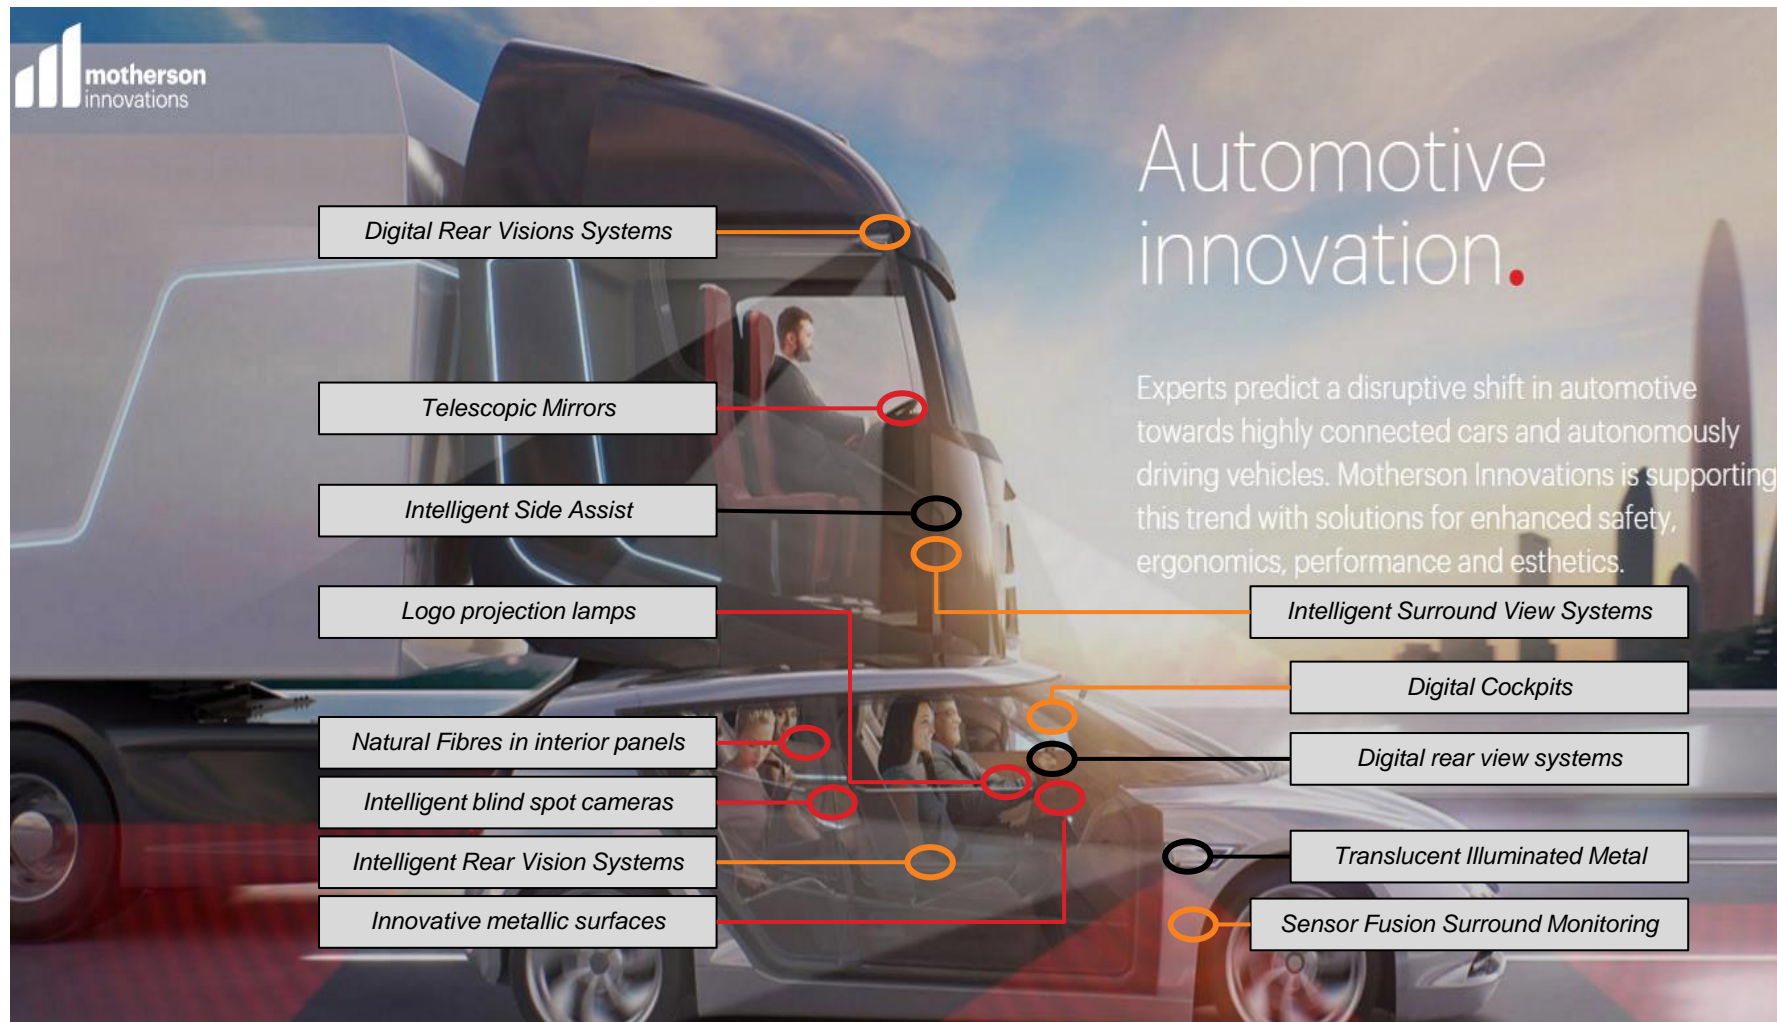 motherson
innovations
Automotive
innovation.
Experts predict a disruptive shift in automotive
towards highly connected cars and autonomously
driving vehicles. Motherson Innovations is supporting
this trend with solutions for enhanced safety,
ergonomics, performance and esthetics.
Digital Rear Visions Systems
Telescopic Mirrors
Intelligent Side Assist
Logo projection lamps
Natural Fibres in interior panels
Intelligent blind spot cameras
Intelligent Rear Vision Systems
Innovative metallic surfaces
Intelligent Surround View Systems
Digital Cockpits
Digital rear view systems
Translucent Illuminated Metal
Sensor Fusion Surround Monitoring